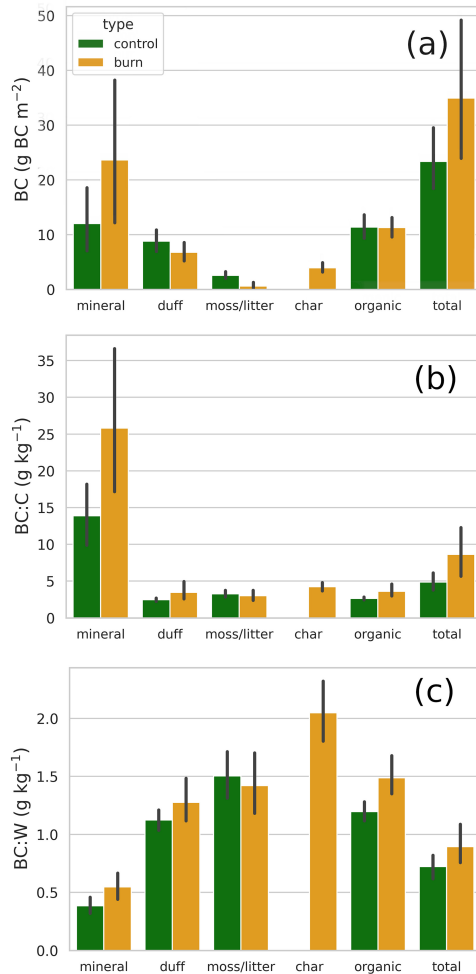 type
control
burn
(a)
BC (g BC m⁻²)
50
40
30
20
10
0
mineral duff moss/litter char organic total
(b)
BC:C (g kg⁻¹)
35
30
25
20
15
10
5
0
mineral duff moss/litter char organic total
(c)
BC:W (g kg⁻¹)
2.0
1.5
1.0
0.5
0.0
mineral duff moss/litter char organic total